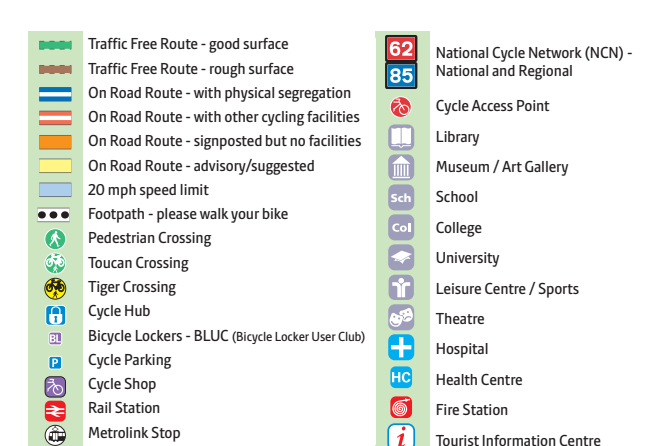 Traffic Free Route - good surface
Traffic Free Route - rough surface
On Road Route - with physical segregation
On Road Route - with other cycling facilities
On Road Route - signposted but no facilities
On Road Route - advisory/suggested
20 mph speed limit
Footpath - please walk your bike
Pedestrian Crossing
Toucan Crossing
Tiger Crossing
Cycle Hub
BL Bicycle Lockers - BLUC (Bicycle Locker User Club)
P Cycle Parking
Cycle Shop
Rail Station
Metrolink Stop
62
85
National Cycle Network (NCN) -
National and Regional
Cycle Access Point
Library
Museum / Art Gallery
Sch School
Col College
University
Leisure Centre / Sports
Theatre
Hospital
HC Health Centre
Fire Station
i Tourist Information Centre